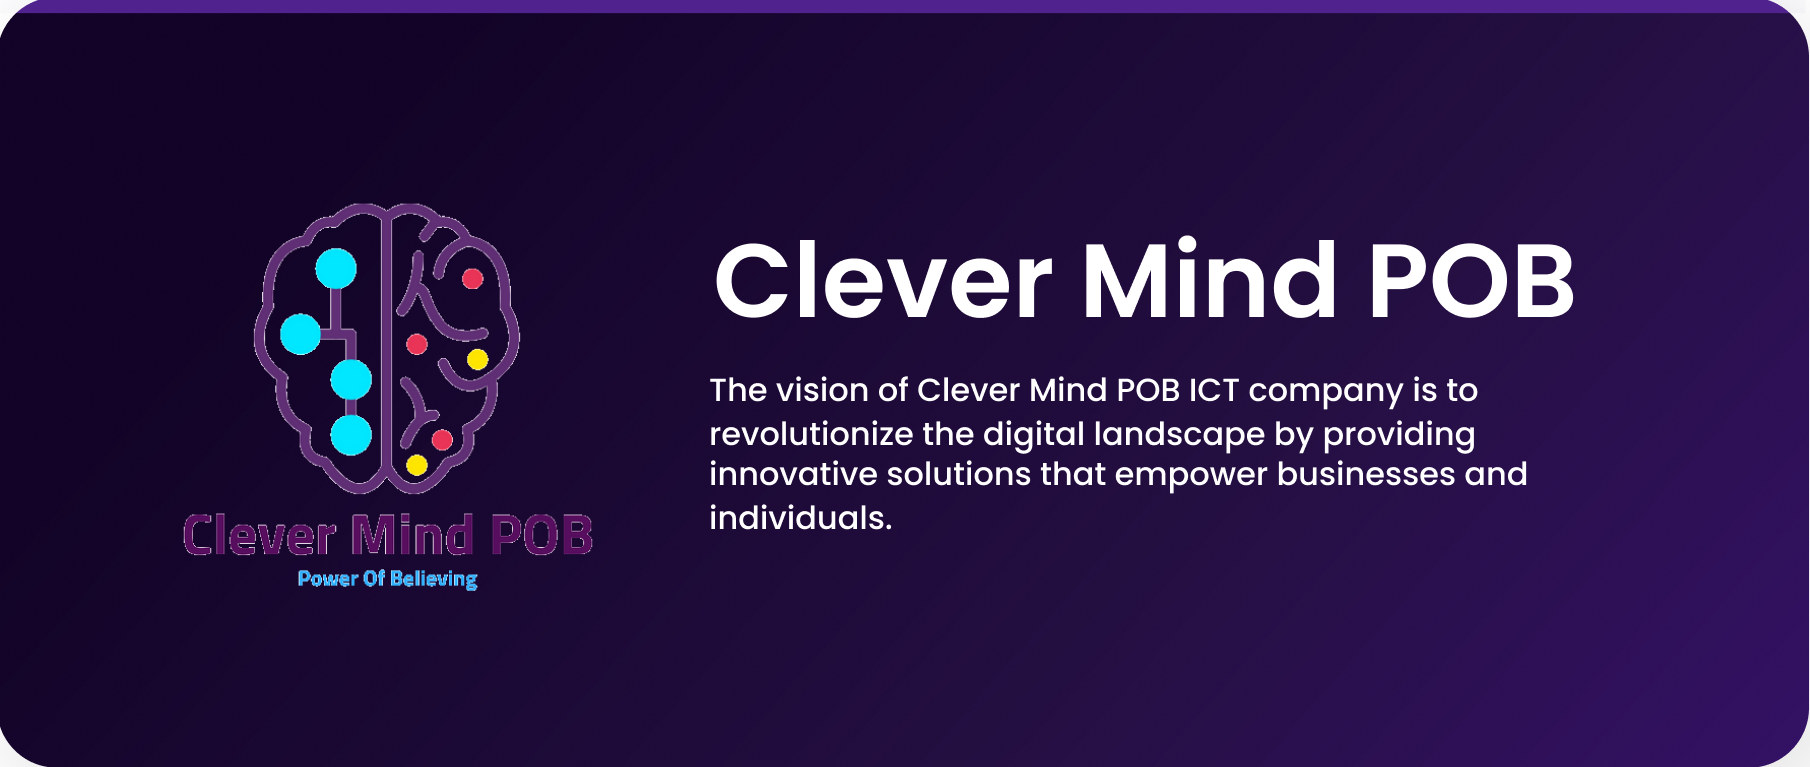 Clever Mind POB
Power Of Believing
Clever Mind POB
The vision of Clever Mind POB ICT company is to
revolutionize the digital landscape by providing
innovative solutions that empower businesses and
individuals.